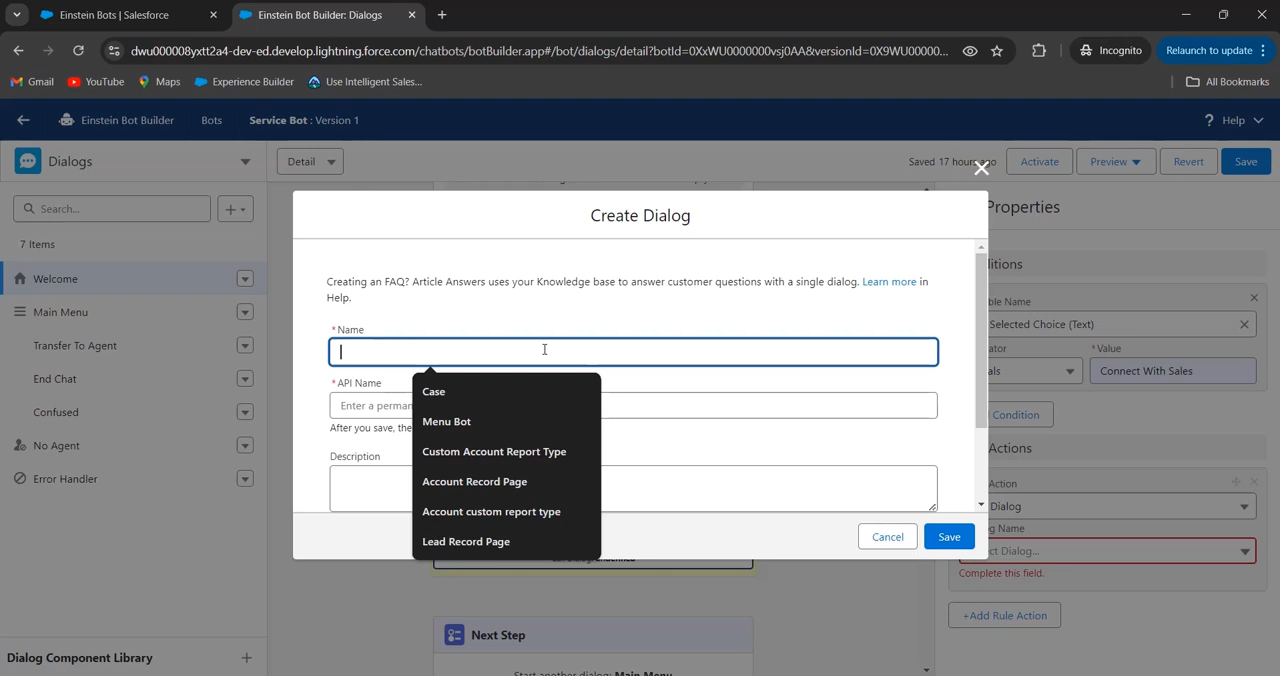 Einstein Bots | Salesforce
Einstein Bot Builder: Dialogs
dwu000008yxtt2a4-dev-ed.develop.lightning.force.com/chatbots/botBuilder.app#/bot/dialogs/detail?botId=0XxWU0000000vsj0AA&versionId=0X9WU00000...
Incognito
Relaunch to update
Gmail
YouTube
Maps
Experience Builder
Use Intelligent Sales...
All Bookmarks
Einstein Bot Builder
Bots
Service Bot : Version 1
? Help
Dialogs
Detail
Saved 17 hours ago
Activate
Preview
Revert
Save
Search...
7 Items
Welcome
Main Menu
Transfer To Agent
End Chat
Confused
No Agent
Error Handler
Dialog Component Library
Create Dialog
Creating an FAQ? Article Answers uses your Knowledge base to answer customer questions with a single dialog. Learn more in
Help.
* Name
* API Name
Enter a perman
After you save, the
Description
Case
Menu Bot
Custom Account Report Type
Account Record Page
Account custom report type
Lead Record Page
Cancel
Save
Next Step
Start another dialog: Main Menu
Properties
ditions
ble Name
Selected Choice (Text)
ator
* Value
als
Connect With Sales
Condition
Actions
Action
Dialog
g Name
ct Dialog...
Complete this field.
+Add Rule Action